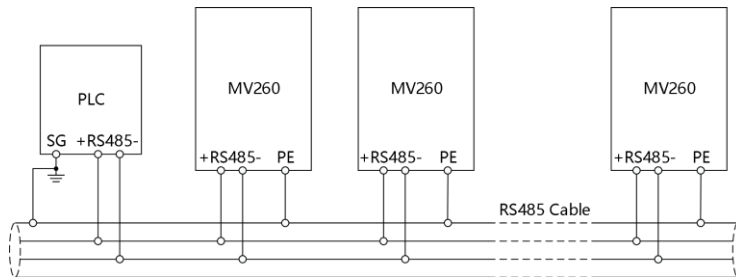 MV260
MV260
MV260
PLC
SG +RS485-
+RS485- PE
+RS485- PE
+RS485- PE
RS485 Cable